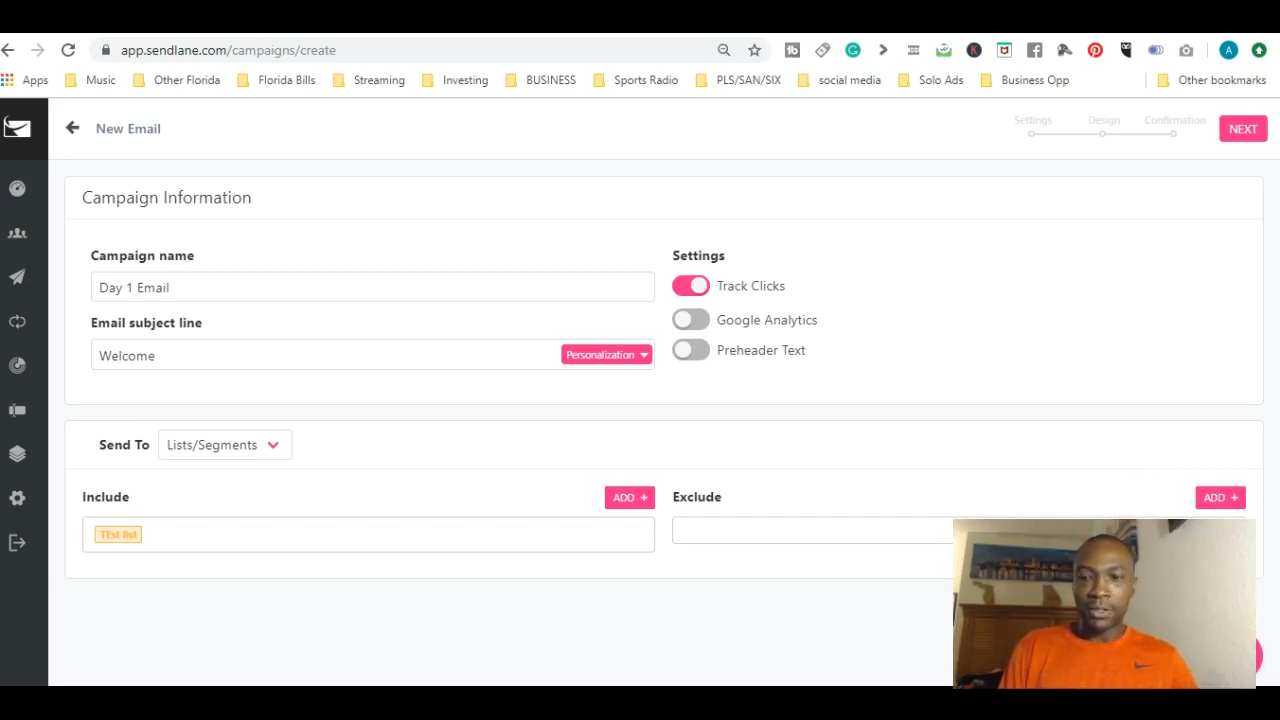 app.sendlane.com/campaigns/create
Apps Music Other Florida Florida Bills Streaming Investing BUSINESS Sports Radio PLS/SAN/SIX social media Solo Ads Business Opp Other bookmarks
New Email
Settings Design Confirmation
NEXT
Campaign Information
Campaign name
Day 1 Email
Email subject line
Welcome
Personalization
Settings
Track Clicks
Google Analytics
Preheader Text
Send To Lists/Segments
Include
ADD +
TEst list
Exclude
ADD +